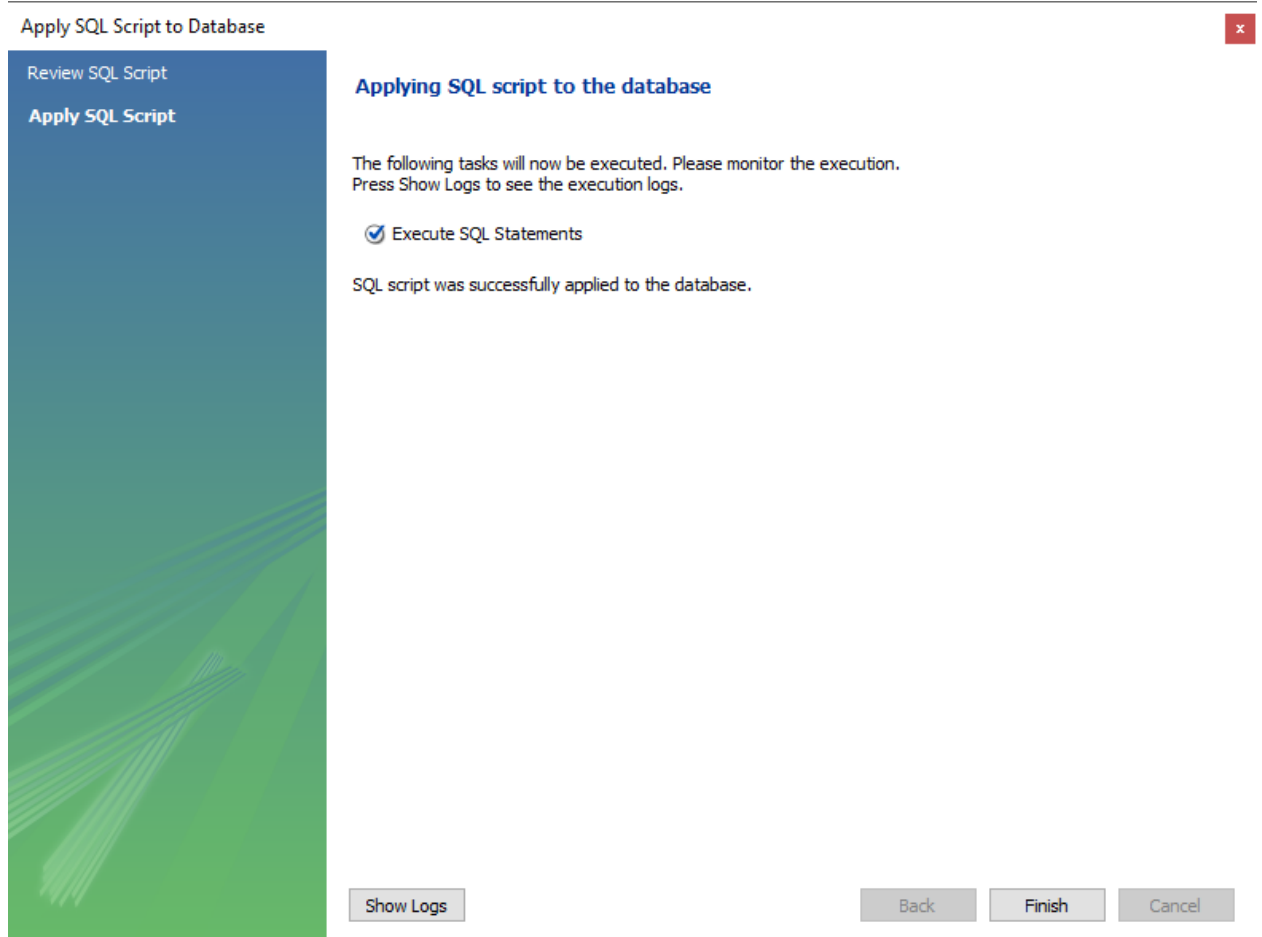 Apply SQL Script to Database
x
Review SQL Script
Apply SQL Script
Applying SQL script to the database
The following tasks will now be executed. Please monitor the execution.
Press Show Logs to see the execution logs.
Execute SQL Statements
SQL script was successfully applied to the database.
Show Logs
Back
Finish
Cancel